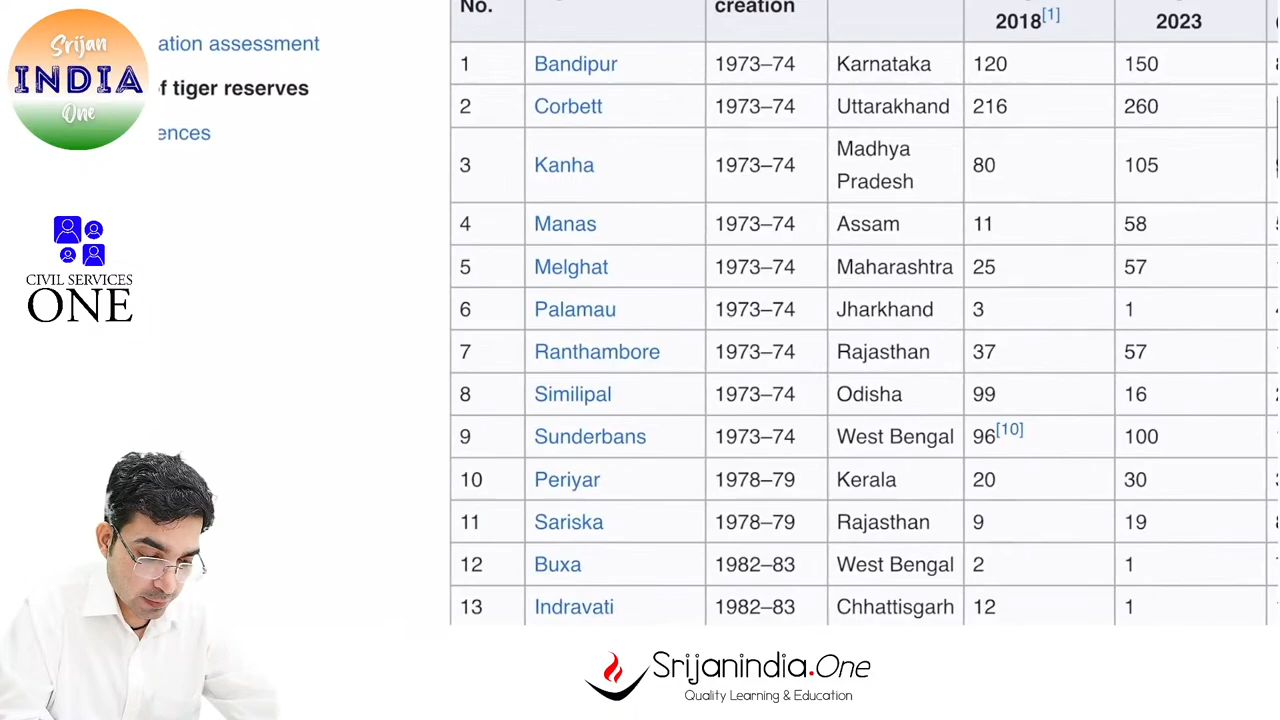 Srijan
INDIA
One
ation assessment
f tiger reserves
ences
CIVIL SERVICES
ONE
No. creation 2018[1] 2023
1 Bandipur 1973–74 Karnataka 120 150
2 Corbett 1973–74 Uttarakhand 216 260
3 Kanha 1973–74 Madhya Pradesh 80 105
4 Manas 1973–74 Assam 11 58
5 Melghat 1973–74 Maharashtra 25 57
6 Palamau 1973–74 Jharkhand 3 1
7 Ranthambore 1973–74 Rajasthan 37 57
8 Similipal 1973–74 Odisha 99 16
9 Sunderbans 1973–74 West Bengal 96[10] 100
10 Periyar 1978–79 Kerala 20 30
11 Sariska 1978–79 Rajasthan 9 19
12 Buxa 1982–83 West Bengal 2 1
13 Indravati 1982–83 Chhattisgarh 12 1
Srijanindia.One
Quality Learning & Education